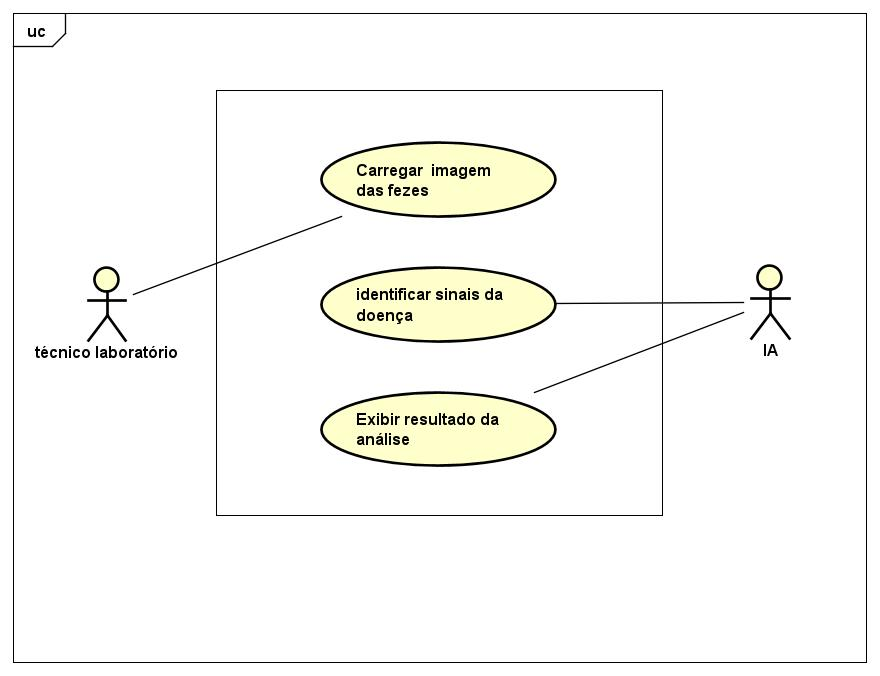 uc
Carregar  imagem
das fezes
identificar sinais da
doença
técnico laboratório
IA
Exibir resultado da
análise